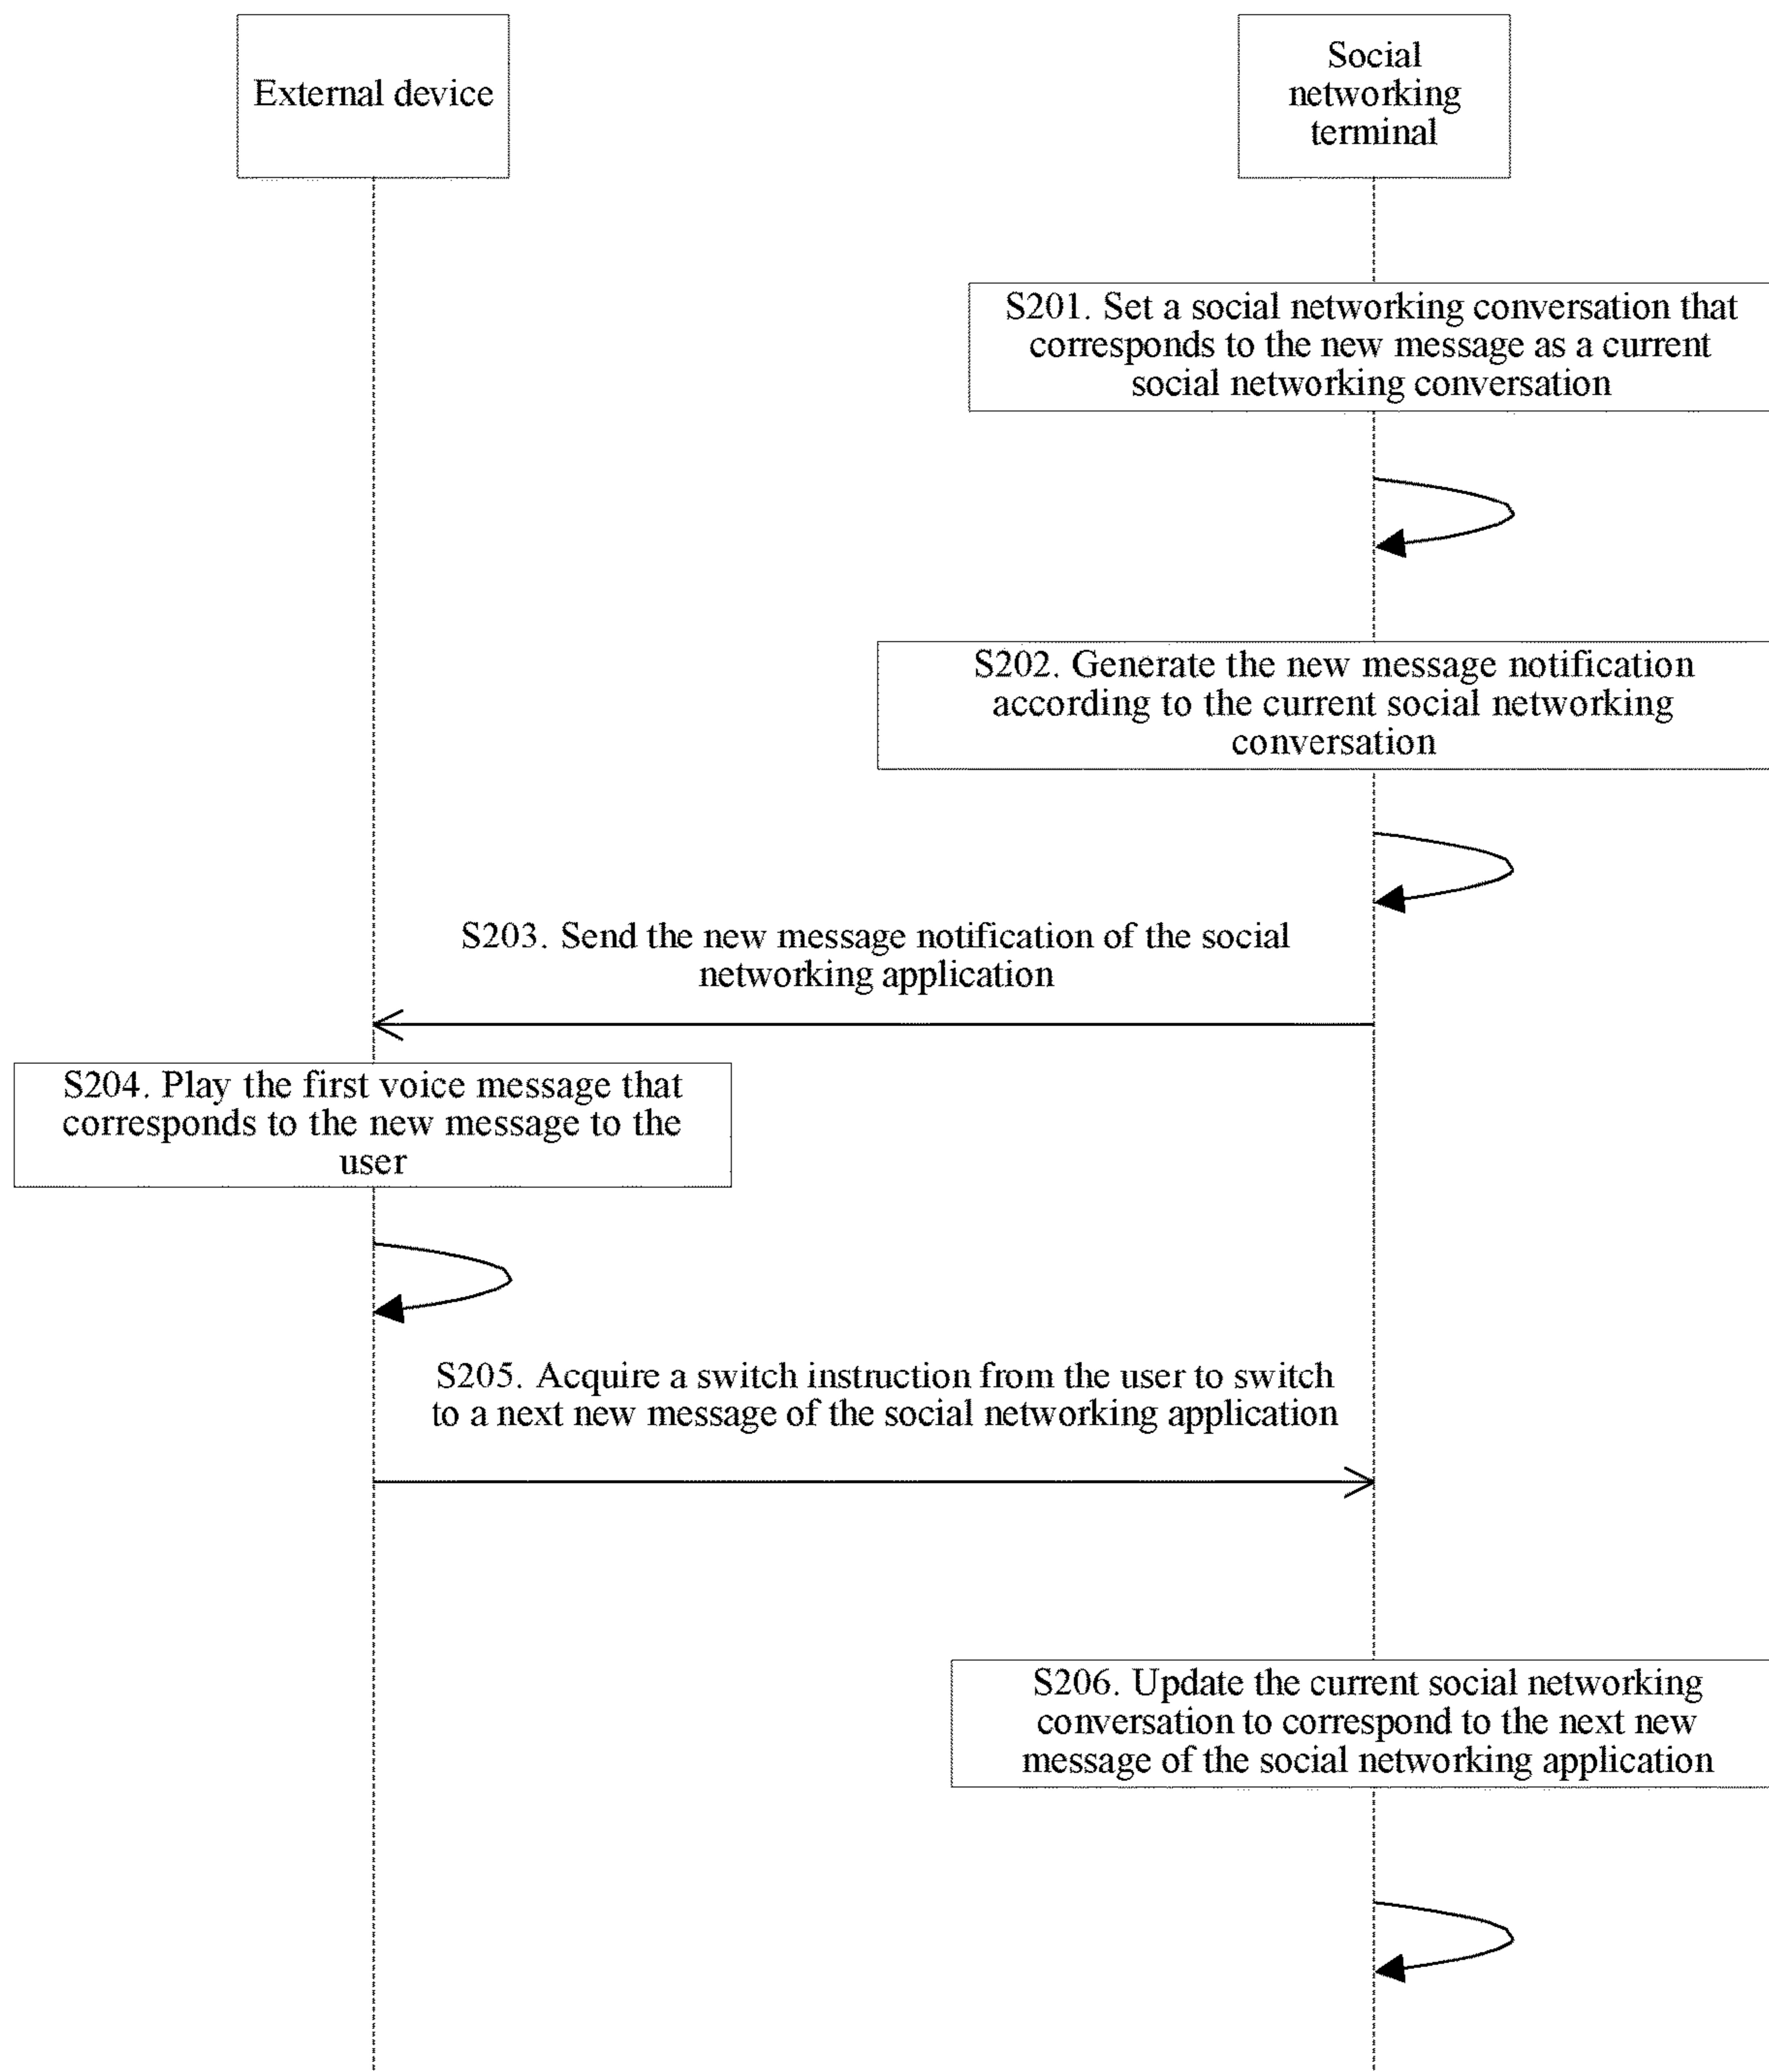 External device
Social
networking
terminal
S201. Set a social networking conversation that
corresponds to the new message as a current
social networking conversation
S202. Generate the new message notification
according to the current social networking
conversation
S203. Send the new message notification of the social
networking application
S204. Play the first voice message that
corresponds to the new message to the
user
S205. Acquire a switch instruction from the user to switch
to a next new message of the social networking application
S206. Update the current social networking
conversation to correspond to the next new
message of the social networking application